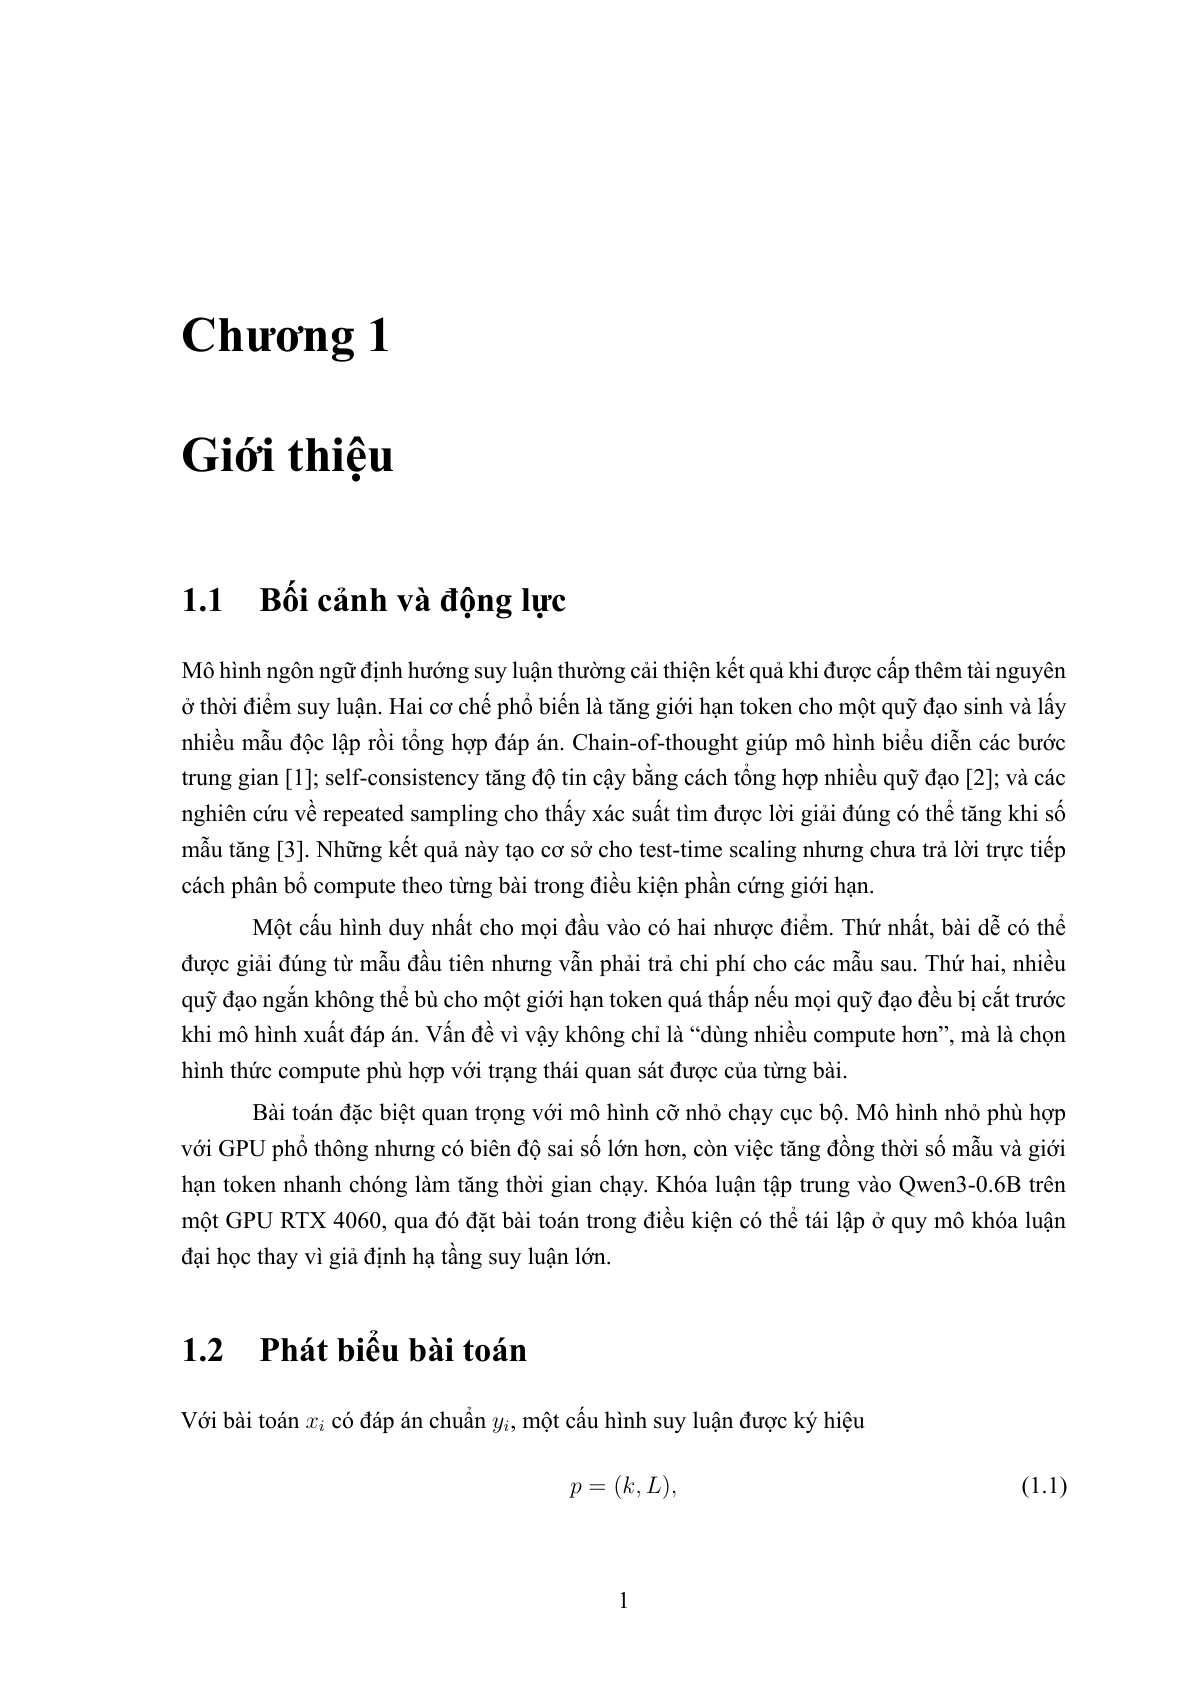 Chương 1
Giới thiệu
1.1 Bối cảnh và động lực
Mô hình ngôn ngữ định hướng suy luận thường cải thiện kết quả khi được cấp thêm tài nguyên
ở thời điểm suy luận. Hai cơ chế phổ biến là tăng giới hạn token cho một quỹ đạo sinh và lấy
nhiều mẫu độc lập rồi tổng hợp đáp án. Chain-of-thought giúp mô hình biểu diễn các bước
trung gian [1]; self-consistency tăng độ tin cậy bằng cách tổng hợp nhiều quỹ đạo [2]; và các
nghiên cứu về repeated sampling cho thấy xác suất tìm được lời giải đúng có thể tăng khi số
mẫu tăng [3]. Những kết quả này tạo cơ sở cho test-time scaling nhưng chưa trả lời trực tiếp
cách phân bổ compute theo từng bài trong điều kiện phần cứng giới hạn.
Một cấu hình duy nhất cho mọi đầu vào có hai nhược điểm. Thứ nhất, bài dễ có thể
được giải đúng từ mẫu đầu tiên nhưng vẫn phải trả chi phí cho các mẫu sau. Thứ hai, nhiều
quỹ đạo ngắn không thể bù cho một giới hạn token quá thấp nếu mọi quỹ đạo đều bị cắt trước
khi mô hình xuất đáp án. Vấn đề vì vậy không chỉ là “dùng nhiều compute hơn”, mà là chọn
hình thức compute phù hợp với trạng thái quan sát được của từng bài.
Bài toán đặc biệt quan trọng với mô hình cỡ nhỏ chạy cục bộ. Mô hình nhỏ phù hợp
với GPU phổ thông nhưng có biên độ sai số lớn hơn, còn việc tăng đồng thời số mẫu và giới
hạn token nhanh chóng làm tăng thời gian chạy. Khóa luận tập trung vào Qwen3-0.6B trên
một GPU RTX 4060, qua đó đặt bài toán trong điều kiện có thể tái lập ở quy mô khóa luận
đại học thay vì giả định hạ tầng suy luận lớn.
1.2 Phát biểu bài toán
Với bài toán xᵢ có đáp án chuẩn yᵢ, một cấu hình suy luận được ký hiệu
p = (k, L), (1.1)
1